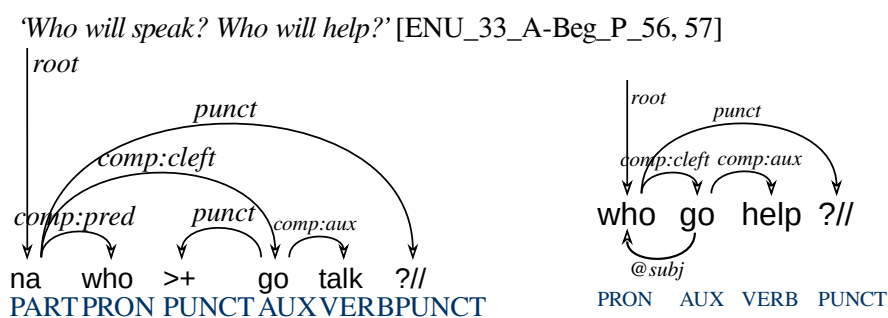 ‘Who will speak? Who will help?’ [ENU_33_A-Beg_P_56, 57]
root
punct
comp:cleft
comp:pred punct comp:aux
na who >+ go talk ?//
PART PRON PUNCT AUX VERB PUNCT
root
punct
comp:cleft comp:aux
who go help ?//
@subj
PRON AUX VERB PUNCT